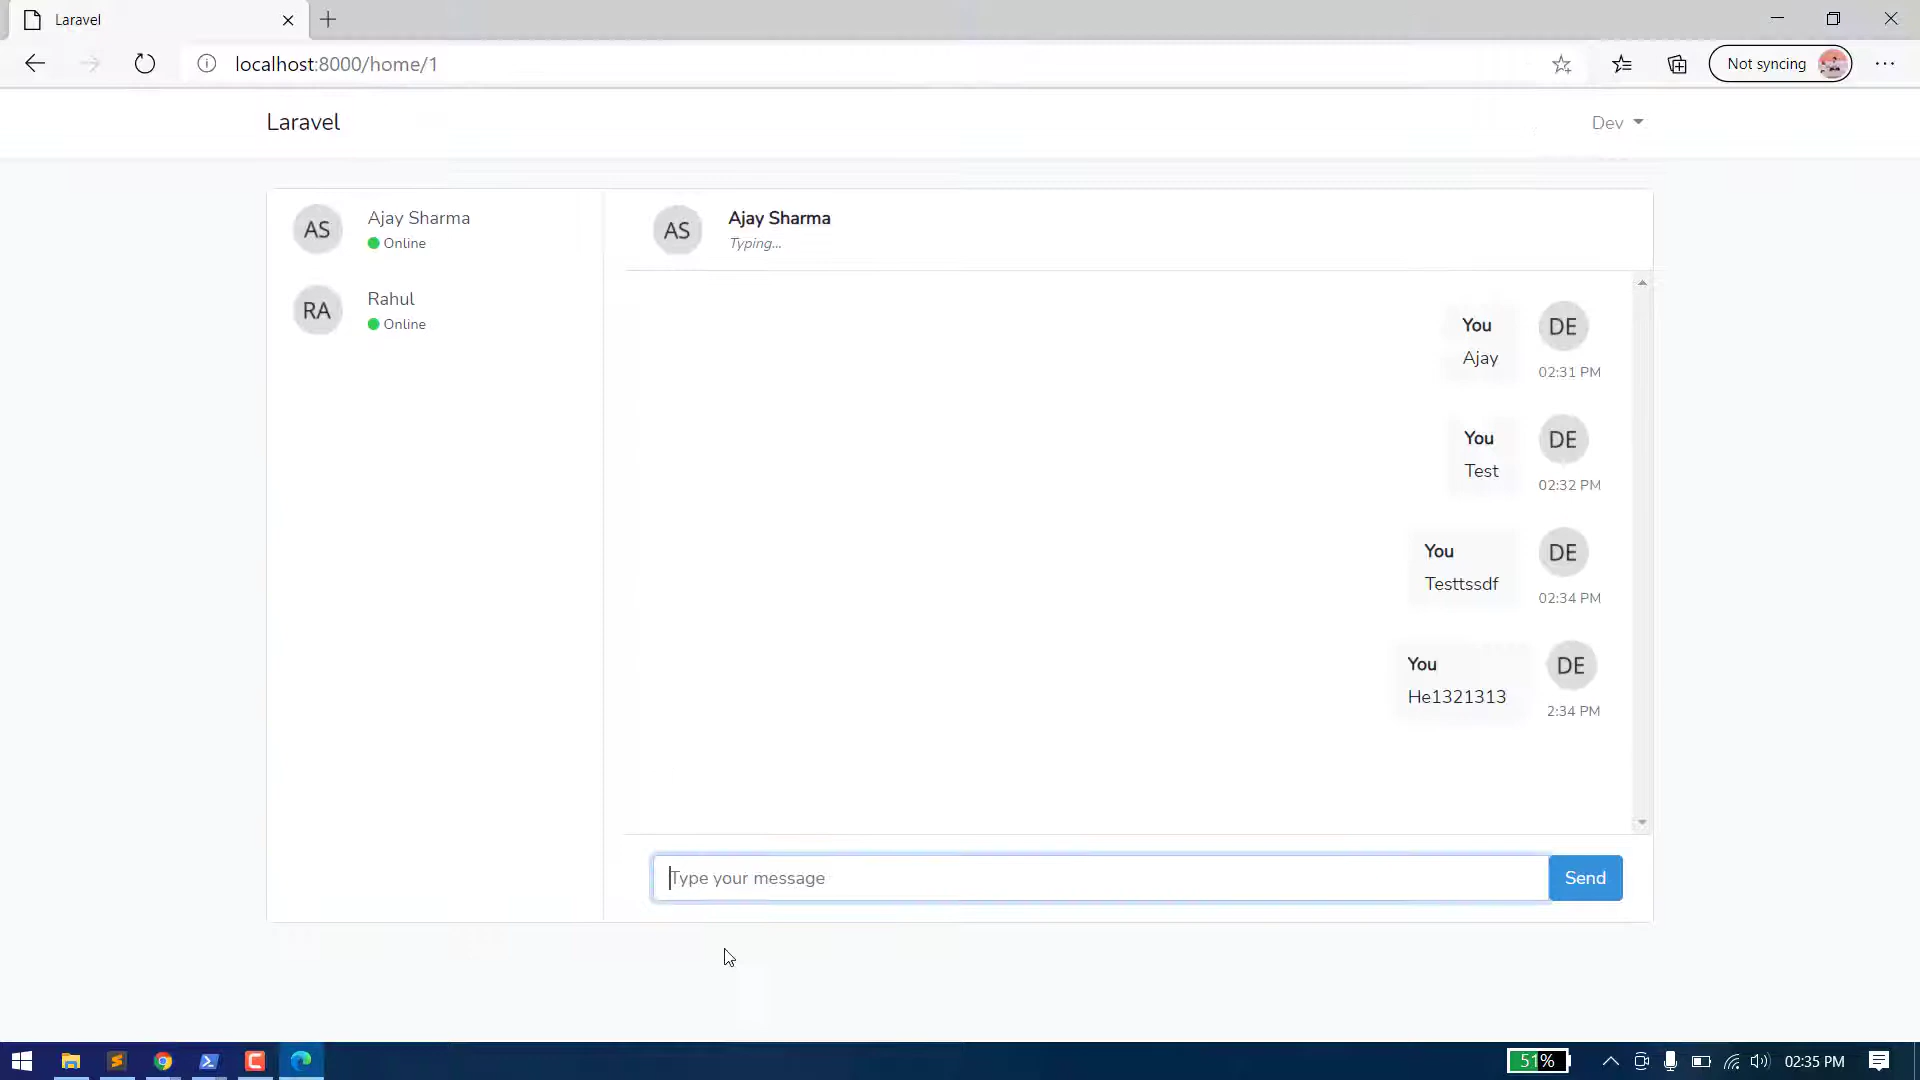 Laravel
localhost:8000/home/1
Not syncing
Laravel
Dev
AS
Ajay Sharma
Online
RA
Rahul
Online
AS
Ajay Sharma
Typing...
You
Ajay
DE
02:31 PM
You
Test
DE
02:32 PM
You
Testtssdf
DE
02:34 PM
You
He1321313
DE
2:34 PM
Type your message
Send
51%
02:35 PM